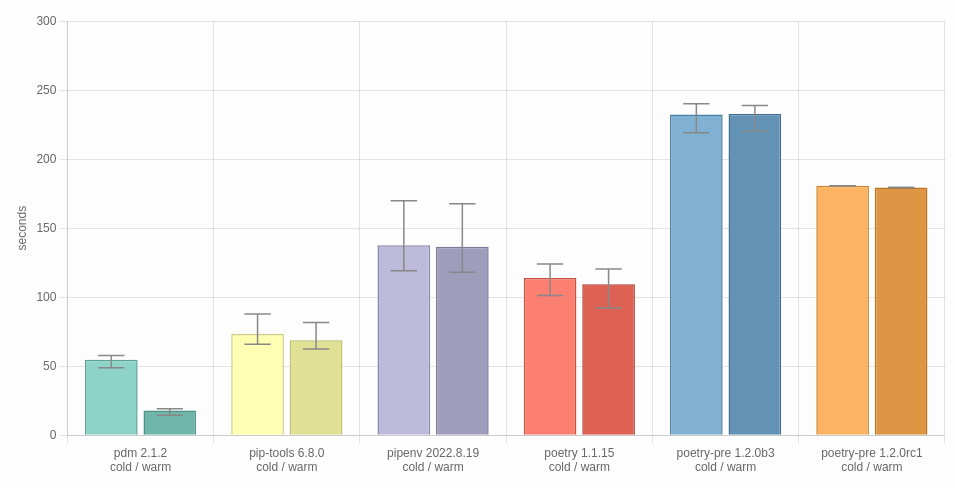 300
250
200
150
100
50
0
seconds
pdm 2.1.2
cold / warm
pip-tools 6.8.0
cold / warm
pipenv 2022.8.19
cold / warm
poetry 1.1.15
cold / warm
poetry-pre 1.2.0b3
cold / warm
poetry-pre 1.2.0rc1
cold / warm